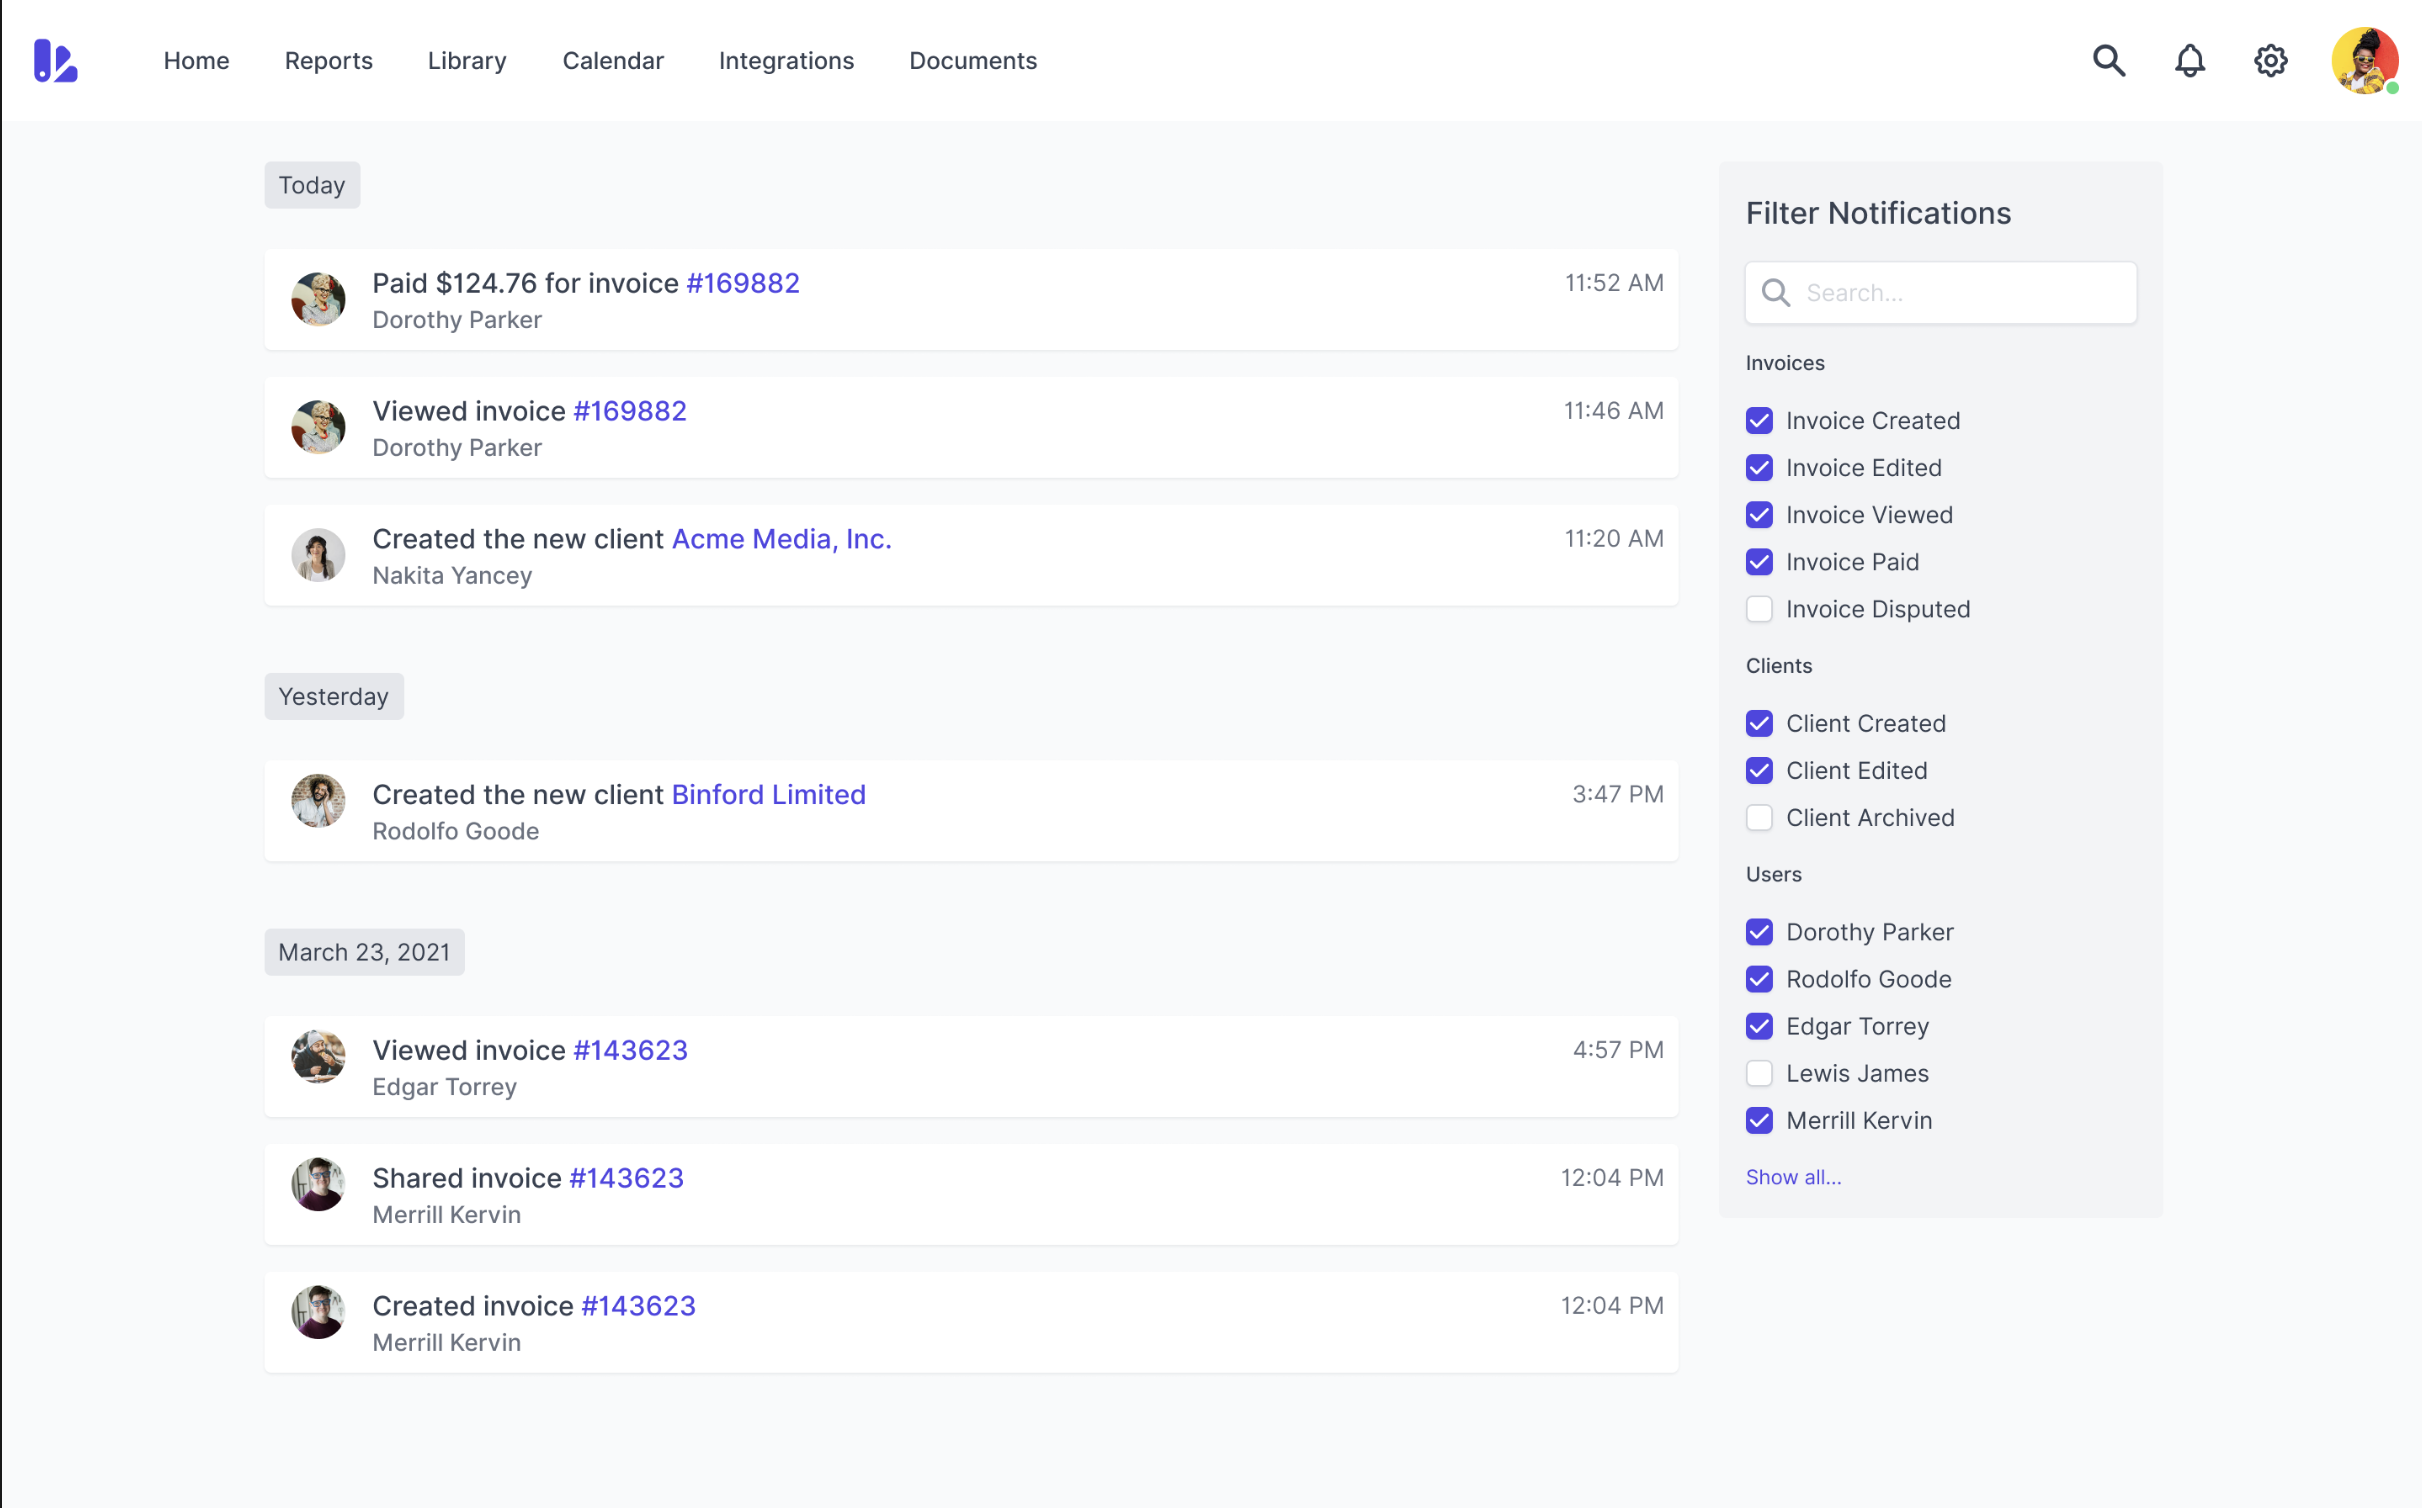 Home Reports Library Calendar Integrations Documents
Today
Paid $124.76 for invoice #169882 11:52 AM
Dorothy Parker
Viewed invoice #169882 11:46 AM
Dorothy Parker
Created the new client Acme Media, Inc. 11:20 AM
Nakita Yancey
Yesterday
Created the new client Binford Limited 3:47 PM
Rodolfo Goode
March 23, 2021
Viewed invoice #143623 4:57 PM
Edgar Torrey
Shared invoice #143623 12:04 PM
Merrill Kervin
Created invoice #143623 12:04 PM
Merrill Kervin
Filter Notifications
Search...
Invoices
Invoice Created
Invoice Edited
Invoice Viewed
Invoice Paid
Invoice Disputed
Clients
Client Created
Client Edited
Client Archived
Users
Dorothy Parker
Rodolfo Goode
Edgar Torrey
Lewis James
Merrill Kervin
Show all...